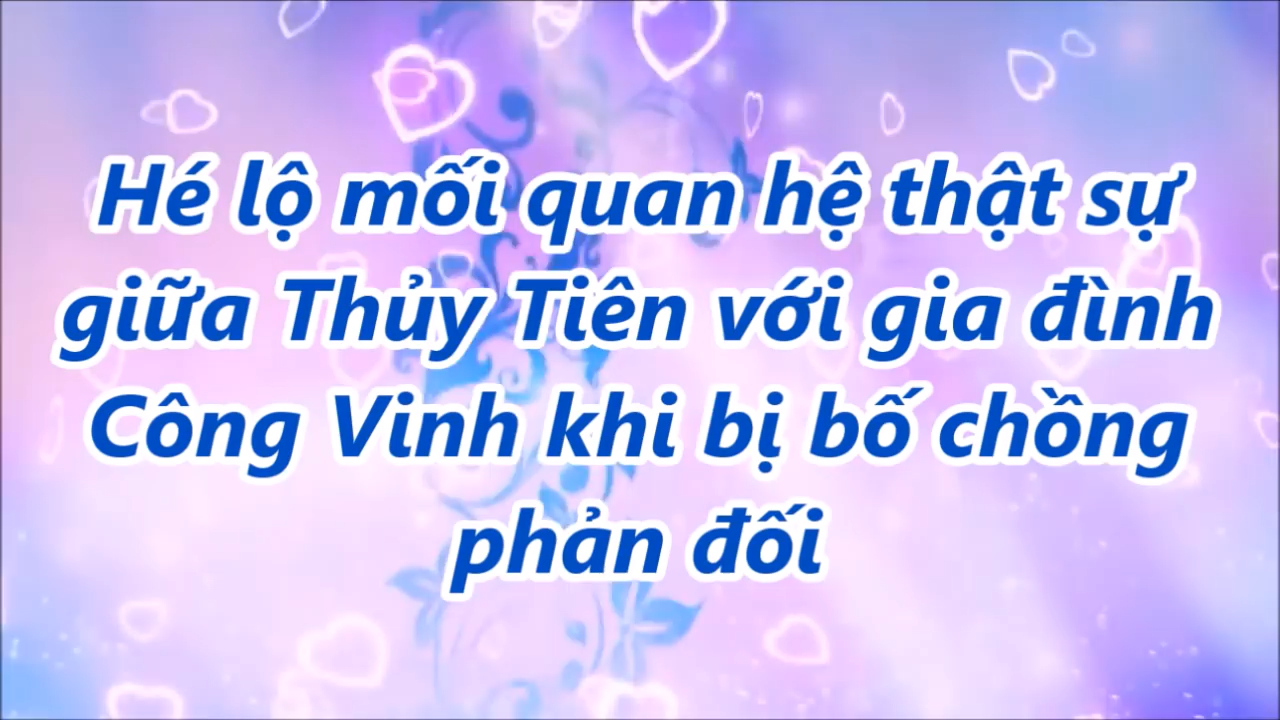 Hé lộ mối quan hệ thật sự
giữa Thủy Tiên với gia đình
Công Vinh khi bị bố chồng
phản đối